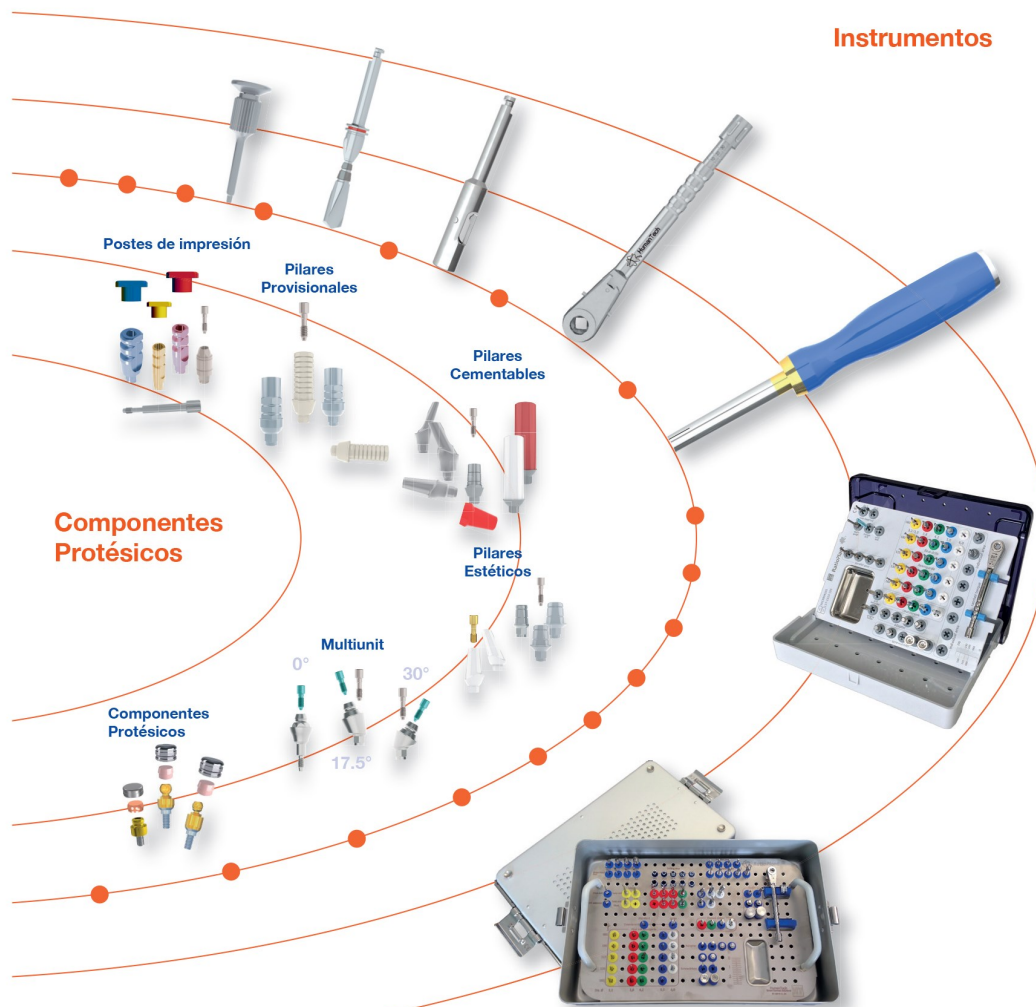 Instrumentos
HumanTech
Postes de impresión
Pilares
Provisionales
Pilares
Cementables
Componentes
Protésicos
Pilares
Estéticos
Multiunit
0°
30°
17.5°
Componentes
Protésicos